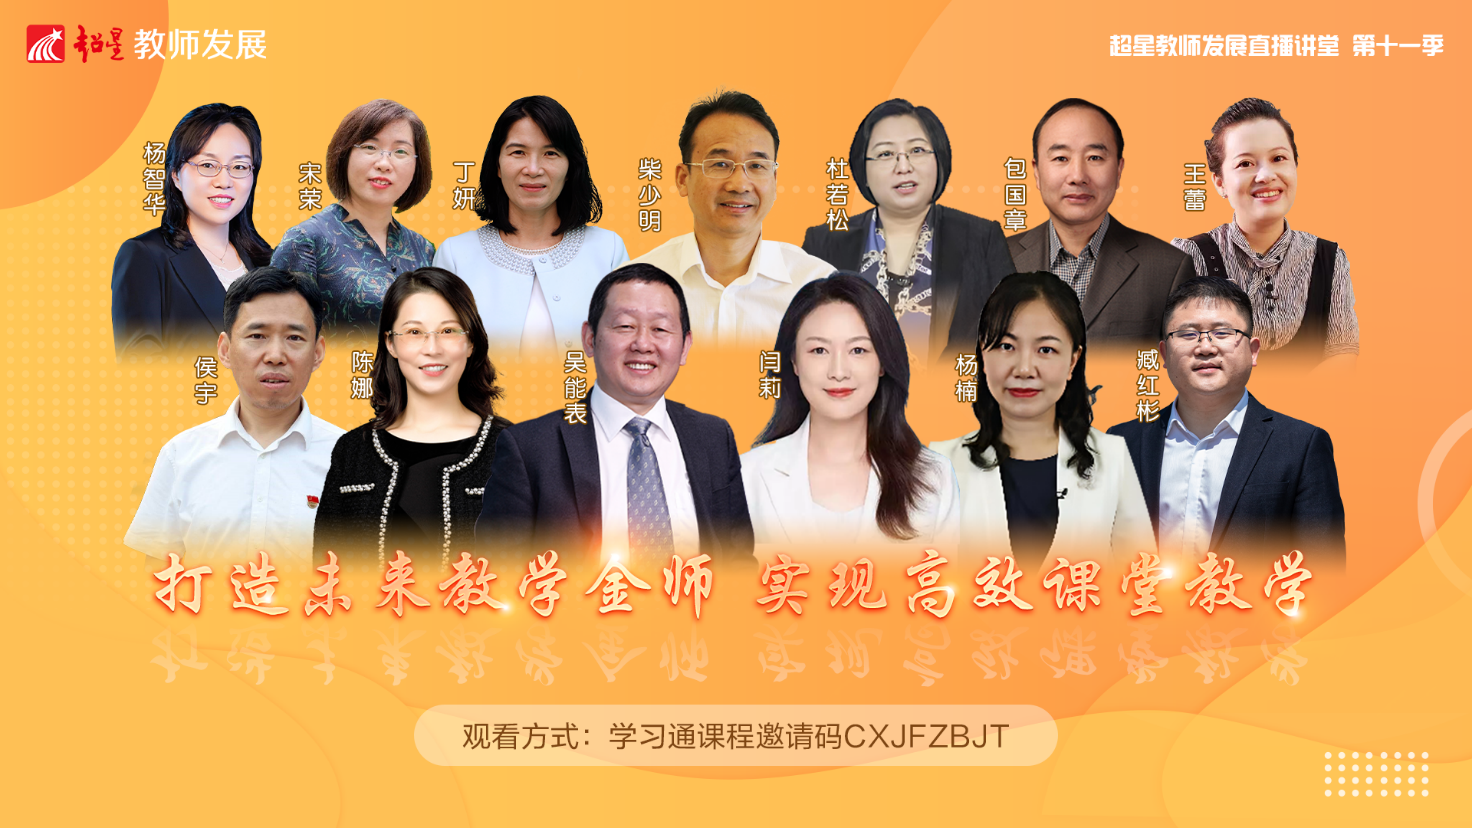 超星 教师发展
超星教师发展直播讲堂 第十一季
杨智华
宋荣
丁妍
柴少明
杜若松
包国章
王蕾
侯宇
陈娜
吴能表
闫莉
杨楠
臧红彬
打造未来教学金师 实现高效课堂教学
观看方式：学习通课程邀请码CXJFZBJT